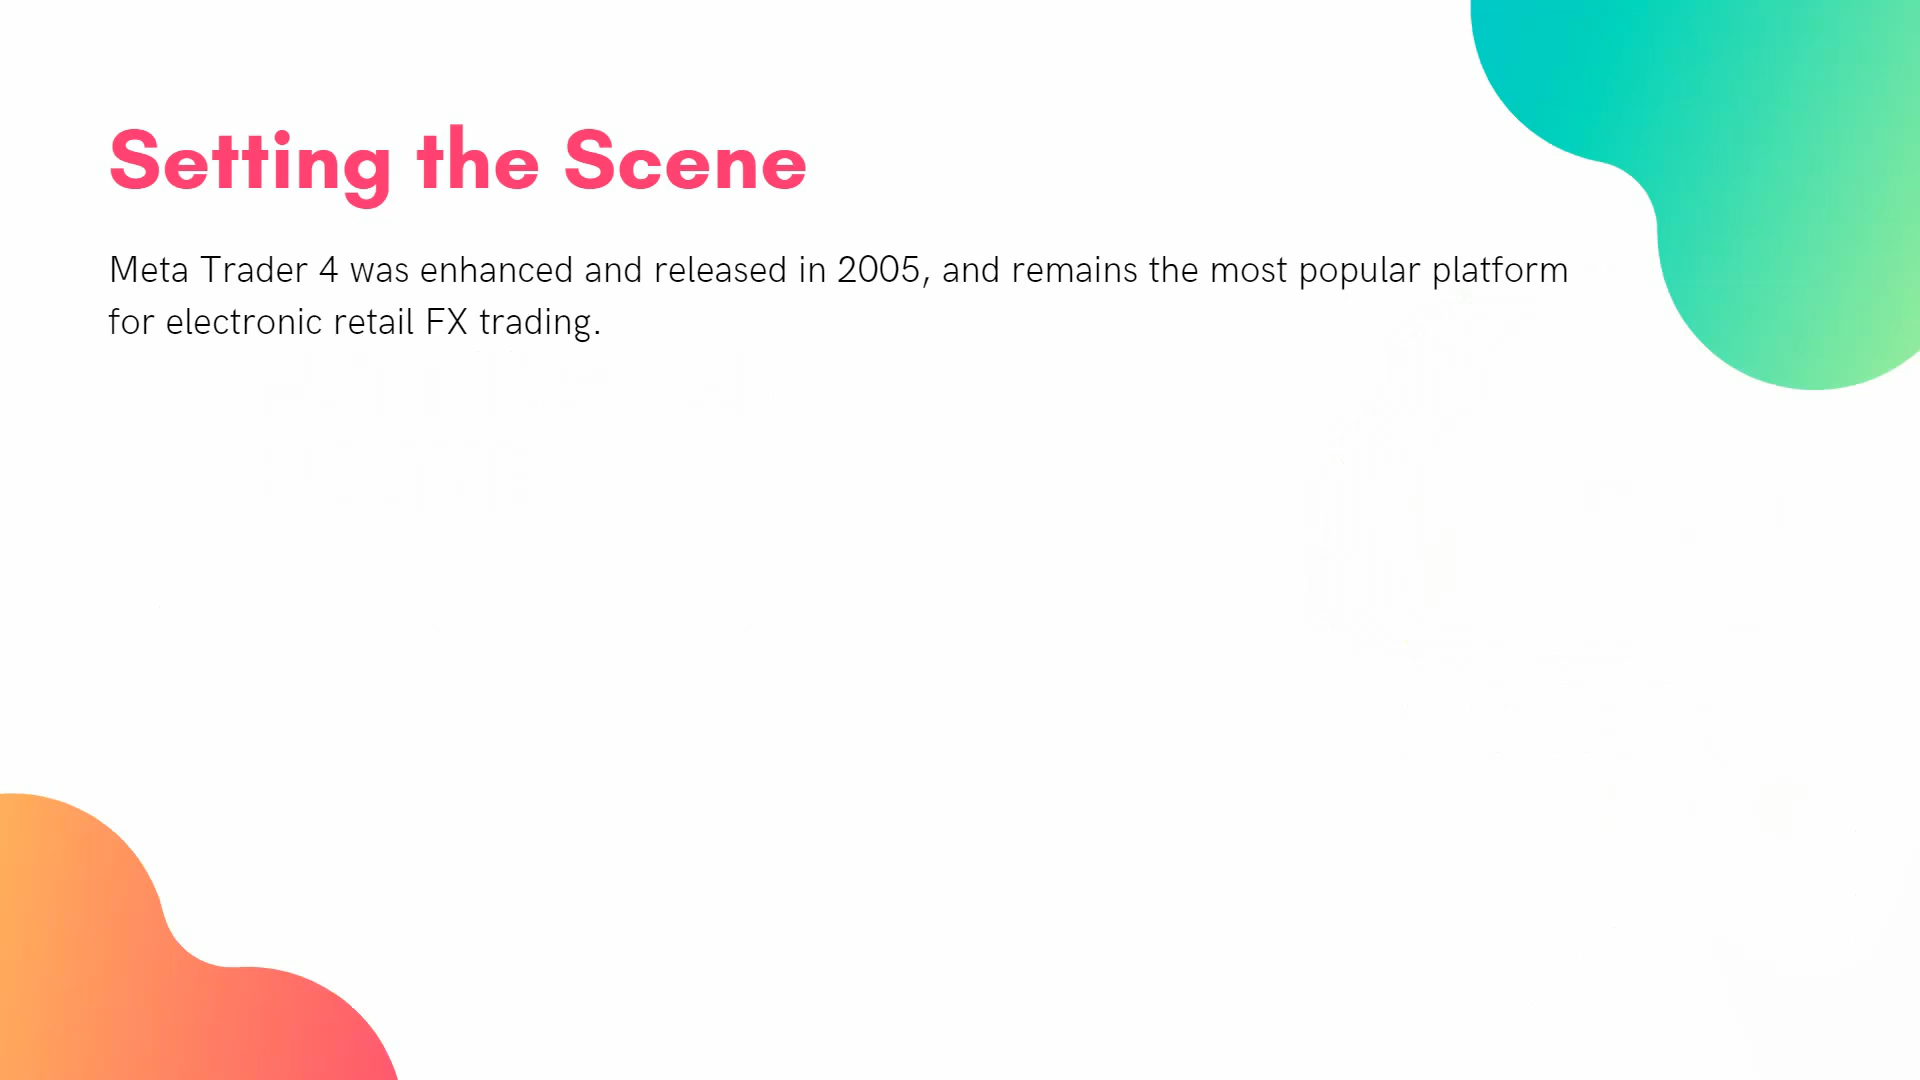 Setting the Scene
Meta Trader 4 was enhanced and released in 2005, and remains the most popular platform
for electronic retail FX trading.